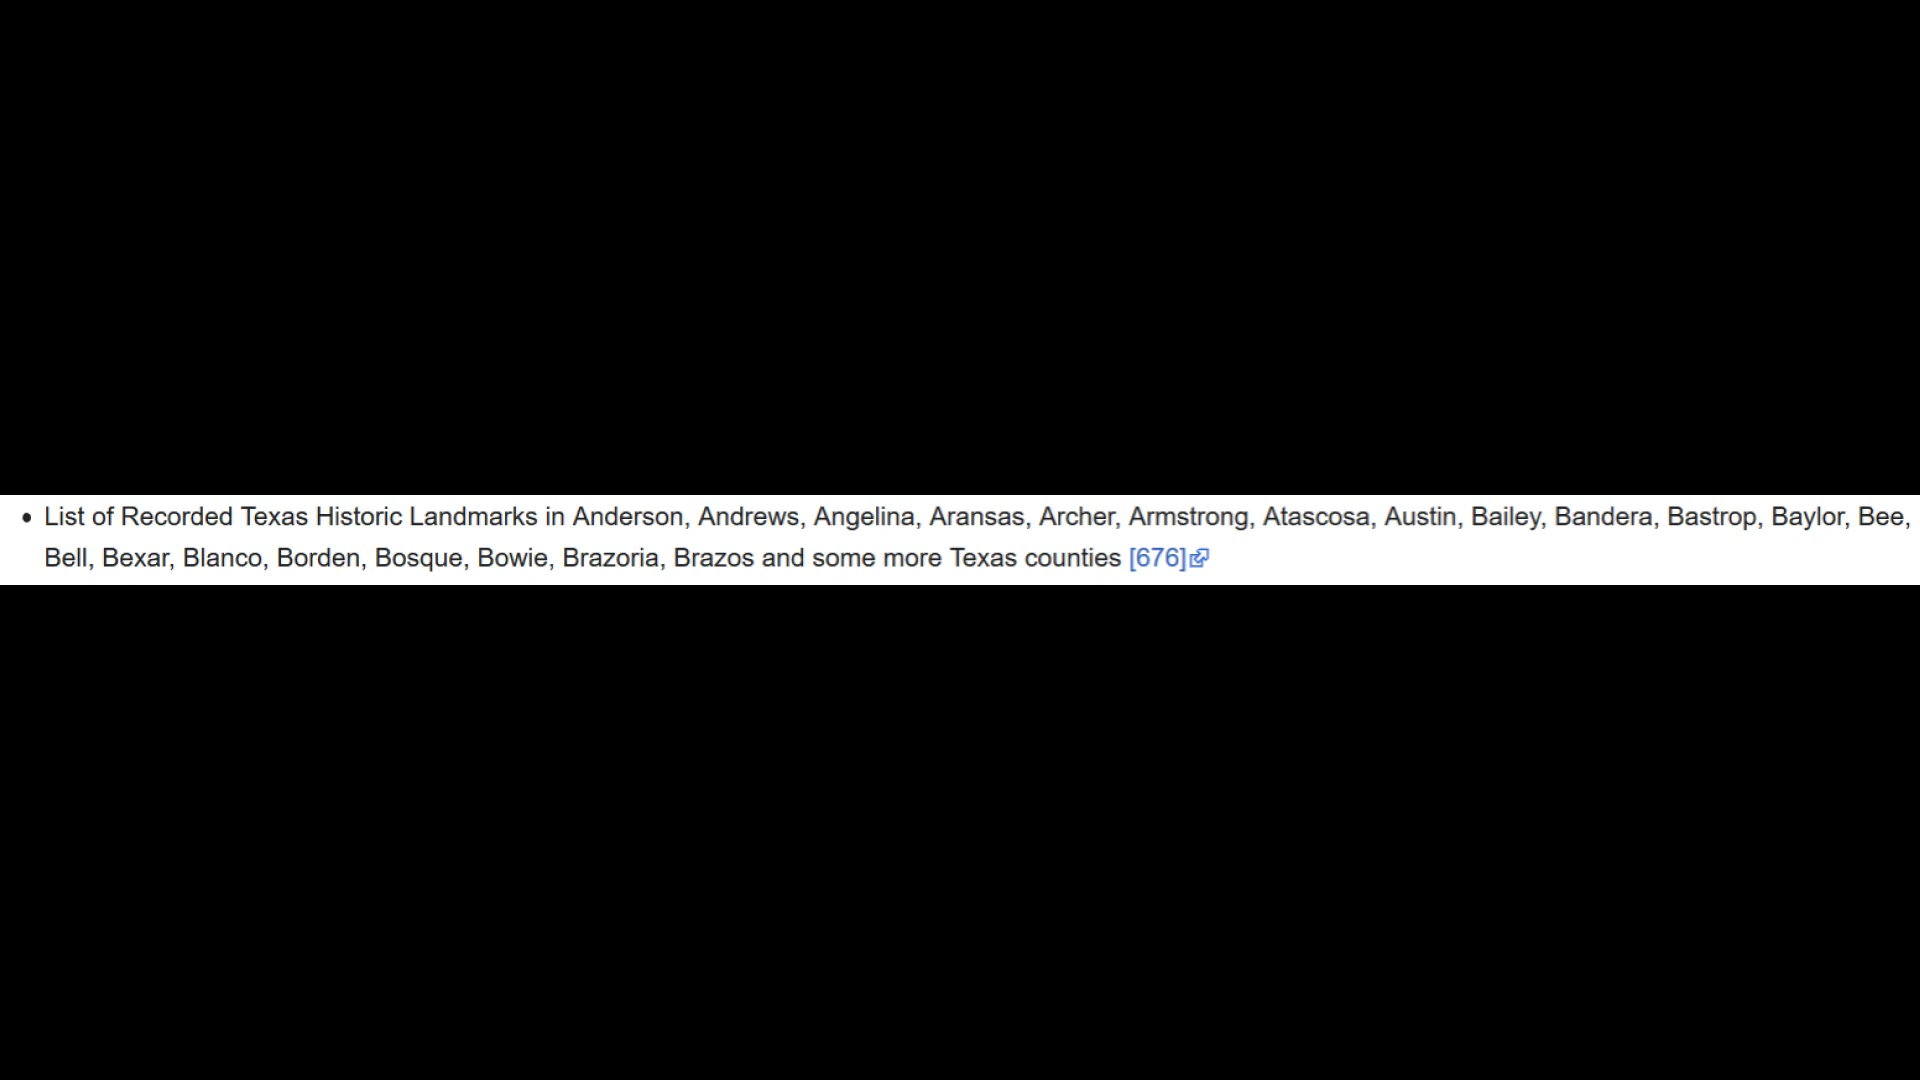 • List of Recorded Texas Historic Landmarks in Anderson, Andrews, Angelina, Aransas, Archer, Armstrong, Atascosa, Austin, Bailey, Bandera, Bastrop, Baylor, Bee,
Bell, Bexar, Blanco, Borden, Bosque, Bowie, Brazoria, Brazos and some more Texas counties [676]